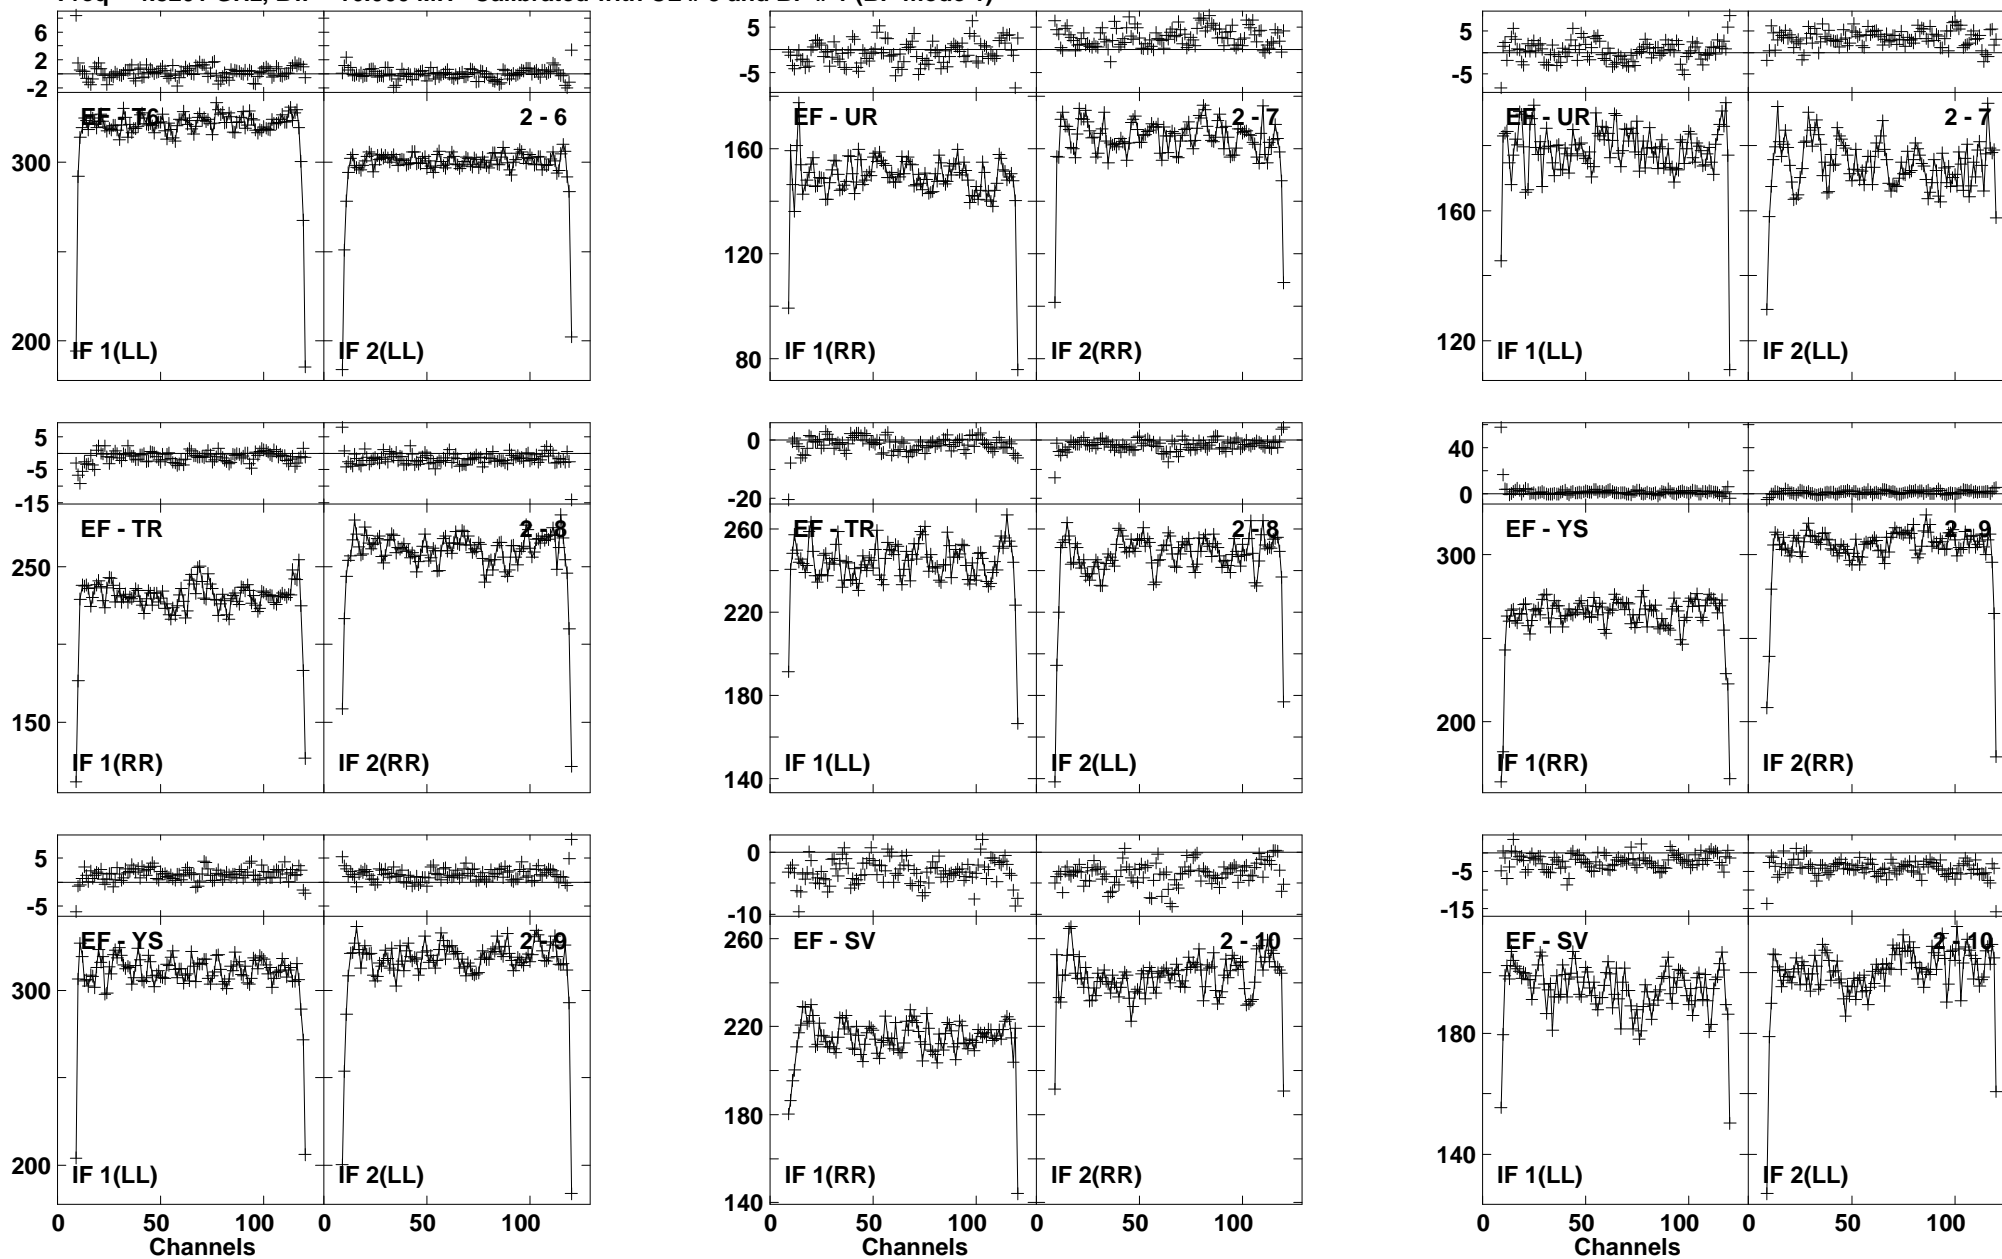 6
2
-2
EF - T6
2 - 6
300
200
IF 1(LL)
IF 2(LL)
5
-5
EF - UR
2 - 7
160
120
80
IF 1(RR)
IF 2(RR)
5
-5
EF - UR
2 - 7
160
120
IF 1(LL)
IF 2(LL)
5
-5
-15
EF - TR
2 - 8
250
150
IF 1(RR)
IF 2(RR)
0
-20
EF - TR
2 - 8
260
220
180
140
IF 1(LL)
IF 2(LL)
40
0
EF - YS
2 - 9
300
200
IF 1(RR)
IF 2(RR)
5
-5
EF - YS
2 - 9
300
200
IF 1(LL)
IF 2(LL)
0 50 100 0 50 100
Channels
0
-10
EF - SV
2 - 10
260
220
180
140
IF 1(RR)
IF 2(RR)
0 50 100 0 50 100
Channels
-5
-15
EF - SV
2 - 10
180
140
IF 1(LL)
IF 2(LL)
0 50 100 0 50 100
Channels